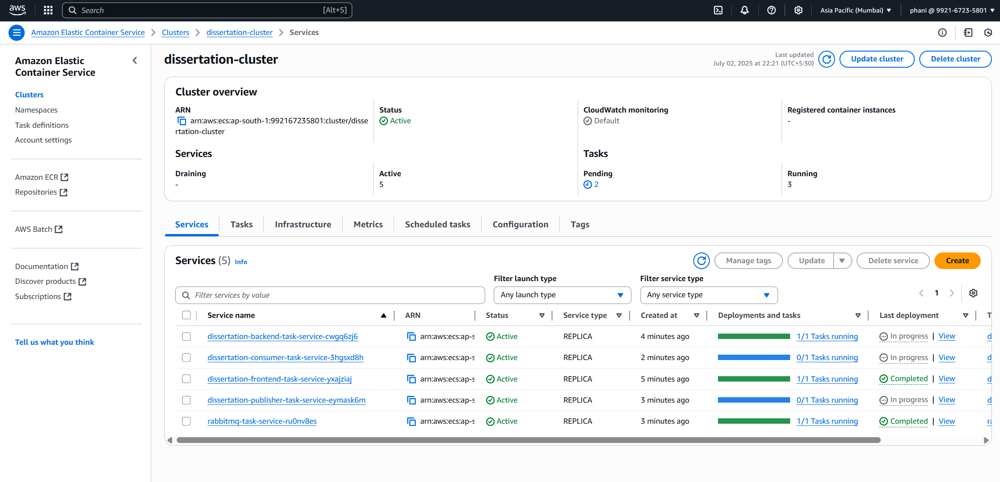 aws
Search [Alt+S]
Asia Pacific (Mumbai) phani @ 9921-6723-5801
Amazon Elastic Container Service Clusters dissertation-cluster Services
Amazon Elastic
Container Service
Clusters
Namespaces
Task definitions
Account settings
Amazon ECR
Repositories
AWS Batch
Documentation
Discover products
Subscriptions
Tell us what you think
dissertation-cluster
Last updated
July 02, 2025 at 22:21 (UTC+5:30)
Update cluster Delete cluster
Cluster overview
ARN
arn:aws:ecs:ap-south-1:992167235801:cluster/disse
rtation-cluster
Status
Active
CloudWatch monitoring
Default
Registered container instances
-
Services
Draining
-
Active
5
Tasks
Pending
2
Running
3
Services Tasks Infrastructure Metrics Scheduled tasks Configuration Tags
Services (5) Info
Manage tags Update Delete service Create
Filter services by value
Filter launch type
Any launch type
Filter service type
Any service type
1
Service name ARN Status Service type Created at Deployments and tasks Last deployment T
dissertation-backend-task-service-cwgq6zj6 arn:aws:ecs:ap-s Active REPLICA 4 minutes ago 1/1 Tasks running In progress | View d
dissertation-consumer-task-service-3hgsxd8h arn:aws:ecs:ap-s Active REPLICA 2 minutes ago 0/1 Tasks running In progress | View d
dissertation-frontend-task-service-yxajziaj arn:aws:ecs:ap-s Active REPLICA 5 minutes ago 1/1 Tasks running Completed | View d
dissertation-publisher-task-service-eymask6m arn:aws:ecs:ap-s Active REPLICA 3 minutes ago 0/1 Tasks running In progress | View d
rabbitmq-task-service-ru0nv8es arn:aws:ecs:ap-s Active REPLICA 3 minutes ago 1/1 Tasks running Completed | View ra